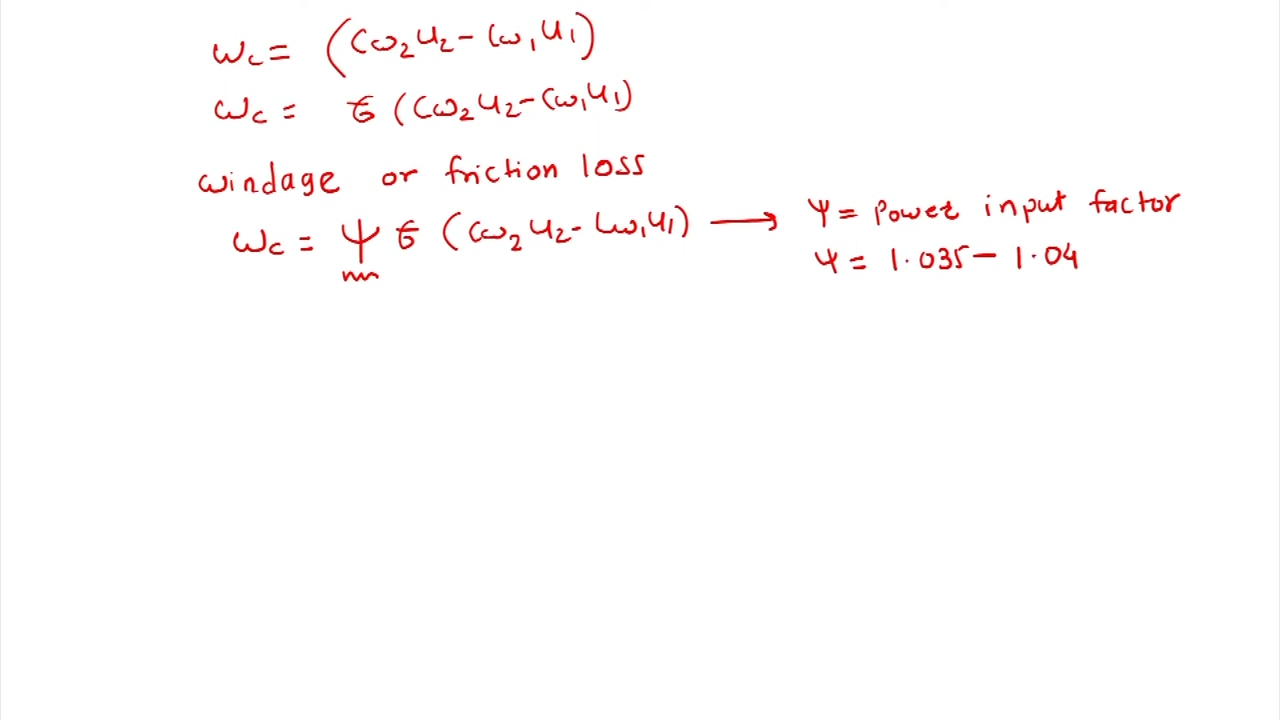 Wc = (Cω2U2 - Cω1U1)
Wc = σ (Cω2U2 - Cω1U1)
windage or friction loss
Wc = Ψ σ (Cω2U2 - Cω1U1) → Ψ = power input factor
Ψ = 1.035 - 1.04